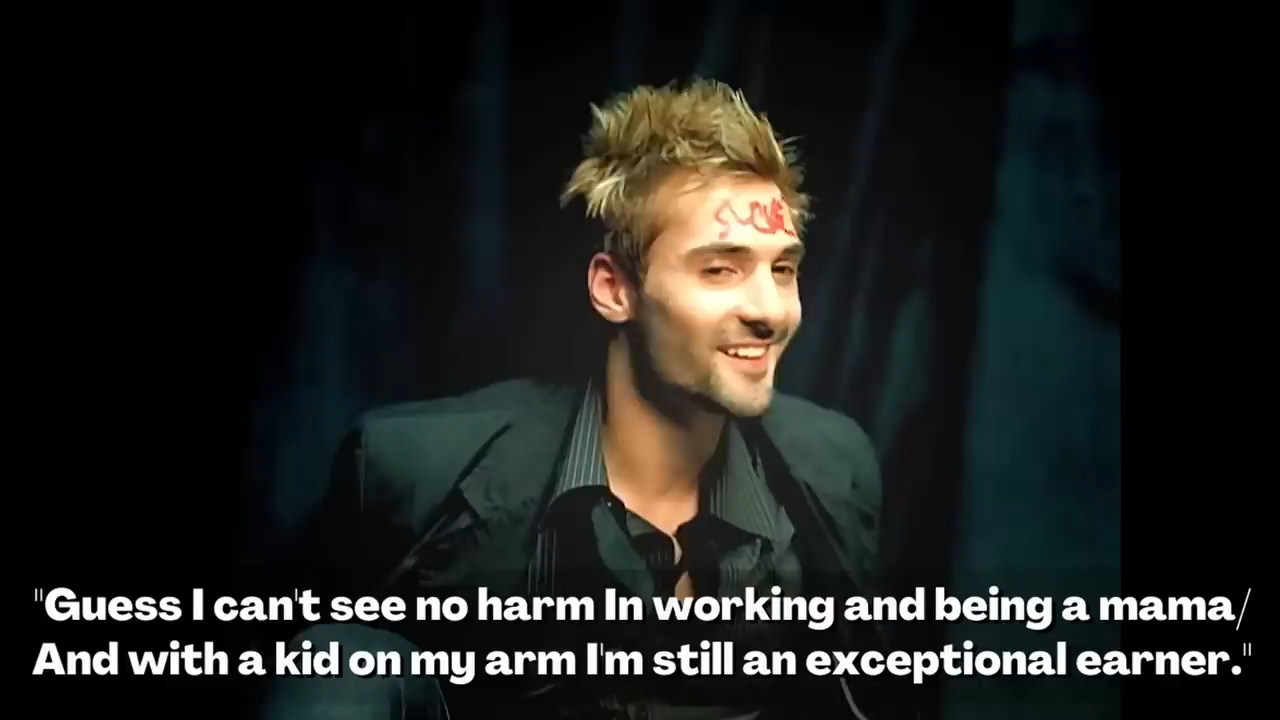 "Guess I can't see no harm In working and being a mama/
And with a kid on my arm I'm still an exceptional earner."